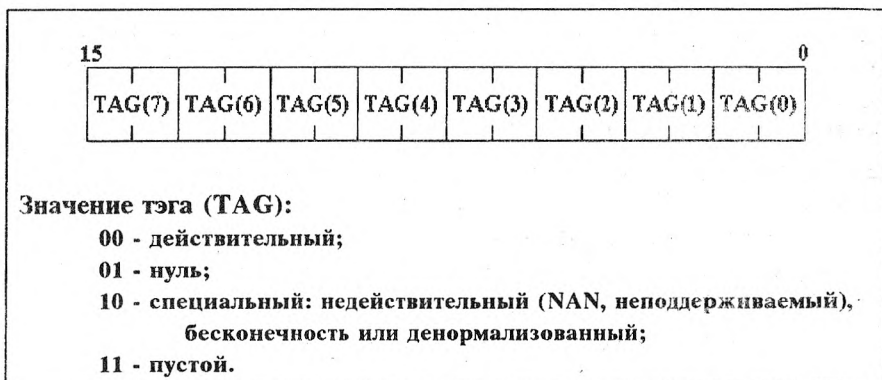 15 0
TAG(7) TAG(6) TAG(5) TAG(4) TAG(3) TAG(2) TAG(1) TAG(0)
Значение тэга (TAG):
00 - действительный;
01 - нуль;
10 - специальный: недействительный (NAN, неподдерживаемый),
бесконечность или денормализованный;
11 - пустой.